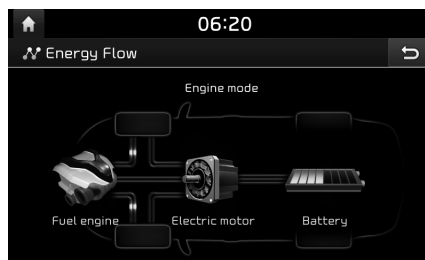 06:20
Energy Flow
Engine mode
Fuel engine
Electric motor
Battery